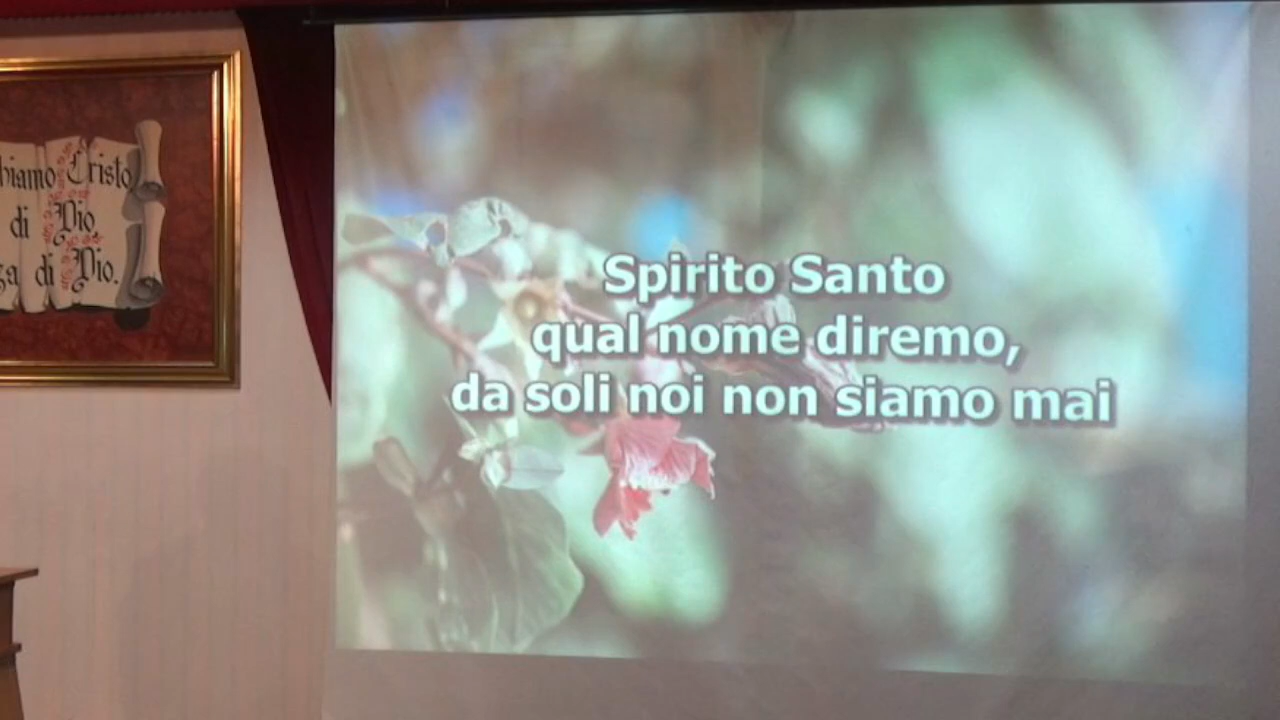 Cristo
di Dio,
di Dio.
Spirito Santo
qual nome diremo,
da soli noi non siamo mai